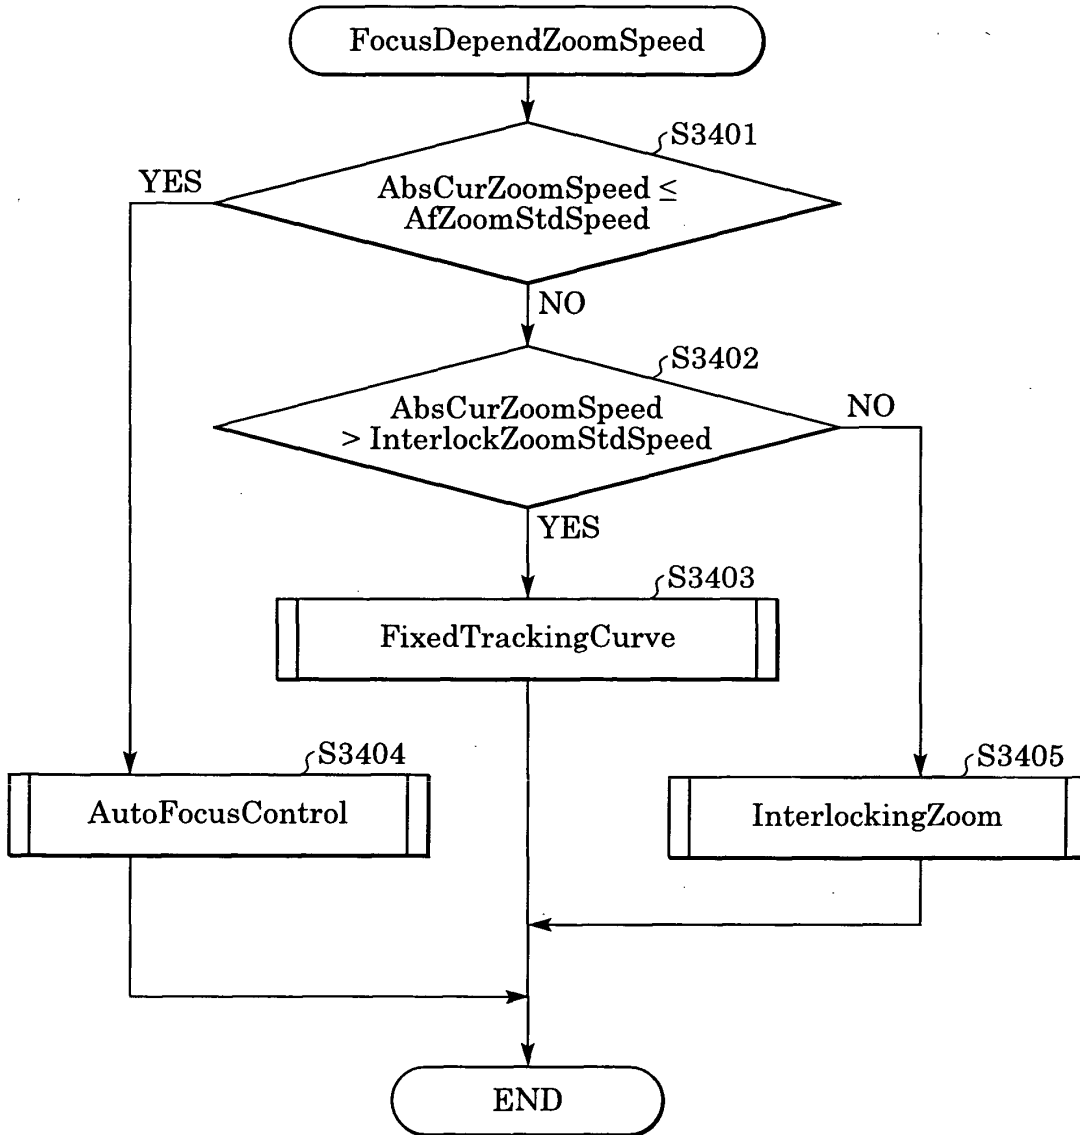 FocusDependZoomSpeed
S3401
YES
AbsCurZoomSpeed ≤
AfZoomStdSpeed
NO
S3402
AbsCurZoomSpeed
> InterlockZoomStdSpeed
NO
YES
S3403
FixedTrackingCurve
S3404
AutoFocusControl
S3405
InterlockingZoom
END